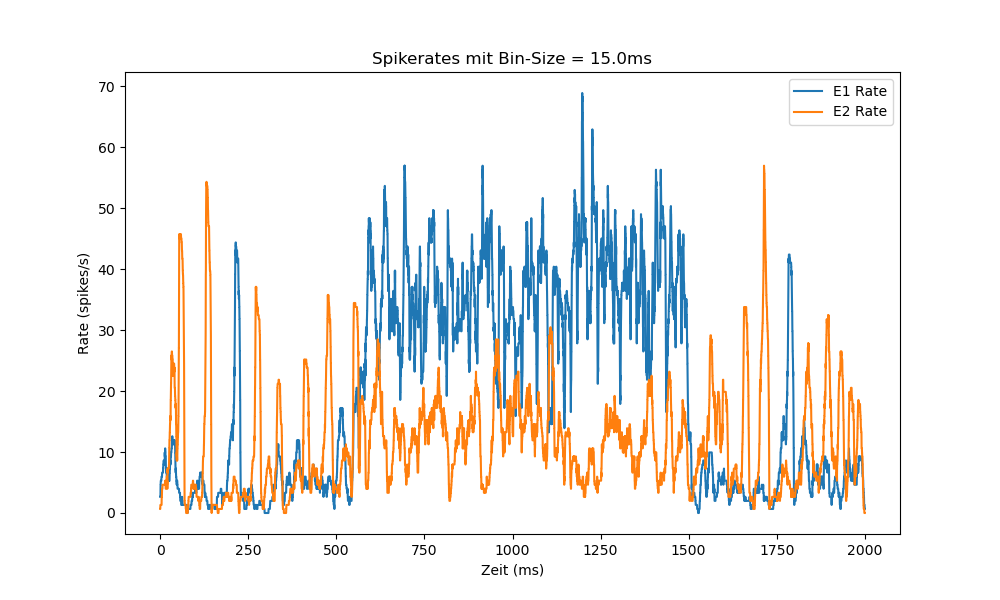 Spikerates mit Bin-Size = 15.0ms
E1 Rate
E2 Rate
70
60
50
40
30
20
10
0
Rate (spikes/s)
0 250 500 750 1000 1250 1500 1750 2000
Zeit (ms)